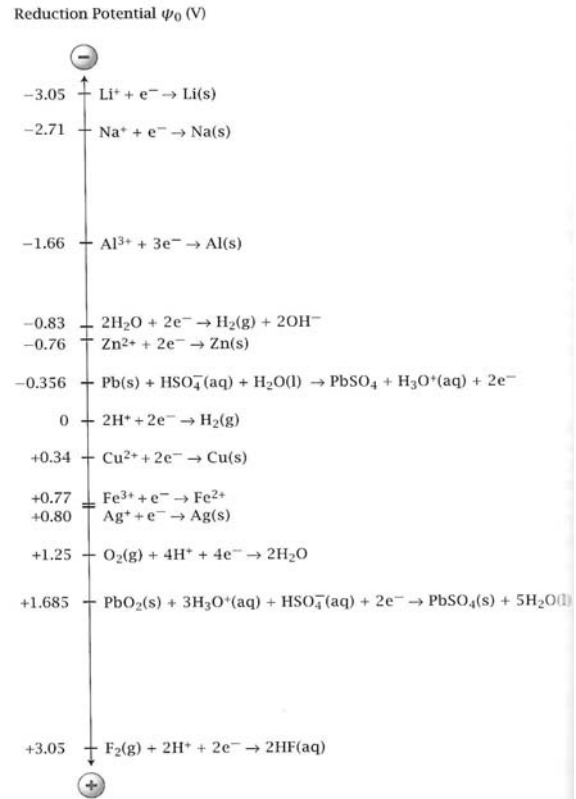 Reduction Potential ψ₀ (V)
−
−3.05 Li⁺ + e⁻ → Li(s)
−2.71 Na⁺ + e⁻ → Na(s)
−1.66 Al³⁺ + 3e⁻ → Al(s)
−0.83 2H₂O + 2e⁻ → H₂(g) + 2OH⁻
−0.76 Zn²⁺ + 2e⁻ → Zn(s)
−0.356 Pb(s) + HSO₄⁻(aq) + H₂O(l) → PbSO₄ + H₃O⁺(aq) + 2e⁻
0 2H⁺ + 2e⁻ → H₂(g)
+0.34 Cu²⁺ + 2e⁻ → Cu(s)
+0.77 Fe³⁺ + e⁻ → Fe²⁺
+0.80 Ag⁺ + e⁻ → Ag(s)
+1.25 O₂(g) + 4H⁺ + 4e⁻ → 2H₂O
+1.685 PbO₂(s) + 3H₃O⁺(aq) + HSO₄⁻(aq) + 2e⁻ → PbSO₄(s) + 5H₂O(l)
+3.05 F₂(g) + 2H⁺ + 2e⁻ → 2HF(aq)
+